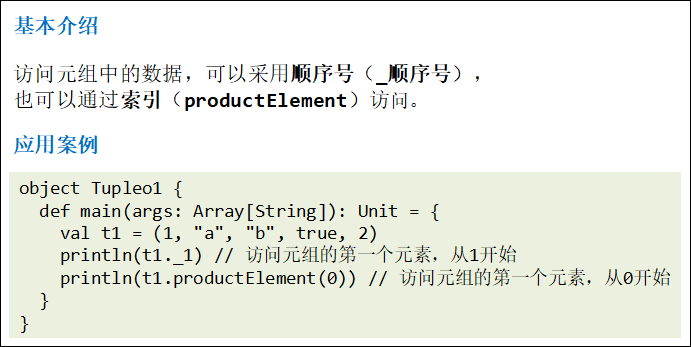 基本介绍
访问元组中的数据，可以采用顺序号（_顺序号），
也可以通过索引（productElement）访问。
应用案例
object Tupleo1 {
  def main(args: Array[String]): Unit = {
    val t1 = (1, "a", "b", true, 2)
    println(t1._1) // 访问元组的第一个元素，从1开始
    println(t1.productElement(0)) // 访问元组的第一个元素，从0开始
  }
}